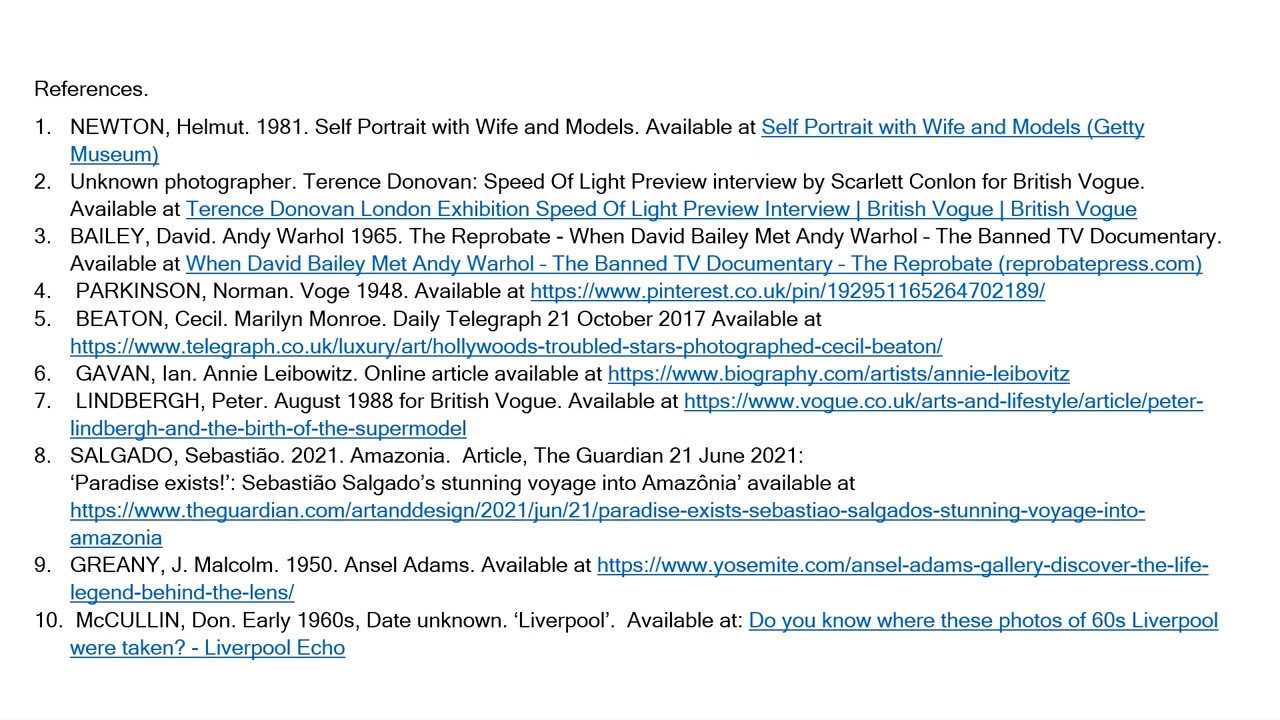 References.
1. NEWTON, Helmut. 1981. Self Portrait with Wife and Models. Available at Self Portrait with Wife and Models (Getty
Museum)
2. Unknown photographer. Terence Donovan: Speed Of Light Preview interview by Scarlett Conlon for British Vogue.
Available at Terence Donovan London Exhibition Speed Of Light Preview Interview | British Vogue | British Vogue
3. BAILEY, David. Andy Warhol 1965. The Reprobate - When David Bailey Met Andy Warhol – The Banned TV Documentary.
Available at When David Bailey Met Andy Warhol – The Banned TV Documentary – The Reprobate (reprobatepress.com)
4. PARKINSON, Norman. Voge 1948. Available at https://www.pinterest.co.uk/pin/192951165264702189/
5. BEATON, Cecil. Marilyn Monroe. Daily Telegraph 21 October 2017 Available at
https://www.telegraph.co.uk/luxury/art/hollywoods-troubled-stars-photographed-cecil-beaton/
6. GAVAN, Ian. Annie Leibowitz. Online article available at https://www.biography.com/artists/annie-leibovitz
7. LINDBERGH, Peter. August 1988 for British Vogue. Available at https://www.vogue.co.uk/arts-and-lifestyle/article/peter-
lindbergh-and-the-birth-of-the-supermodel
8. SALGADO, Sebastião. 2021. Amazonia. Article, The Guardian 21 June 2021:
‘Paradise exists!’: Sebastião Salgado’s stunning voyage into Amazônia’ available at
https://www.theguardian.com/artanddesign/2021/jun/21/paradise-exists-sebastiao-salgados-stunning-voyage-into-
amazonia
9. GREANY, J. Malcolm. 1950. Ansel Adams. Available at https://www.yosemite.com/ansel-adams-gallery-discover-the-life-
legend-behind-the-lens/
10. McCULLIN, Don. Early 1960s, Date unknown. ‘Liverpool’. Available at: Do you know where these photos of 60s Liverpool
were taken? - Liverpool Echo